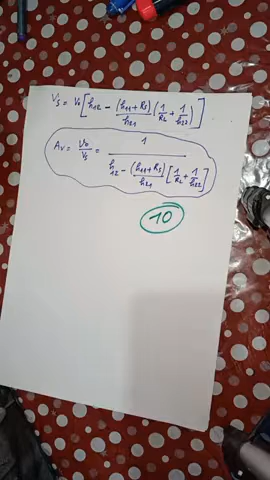 Vs = Vo [ h12 - (h11+Rs)/h21 ( 1/RL + 1/h22 ) ]
Av = Vo/Vs = 1 / ( h12 - (h11+Rs)/h21 [ 1/RL + 1/h22 ] )
10